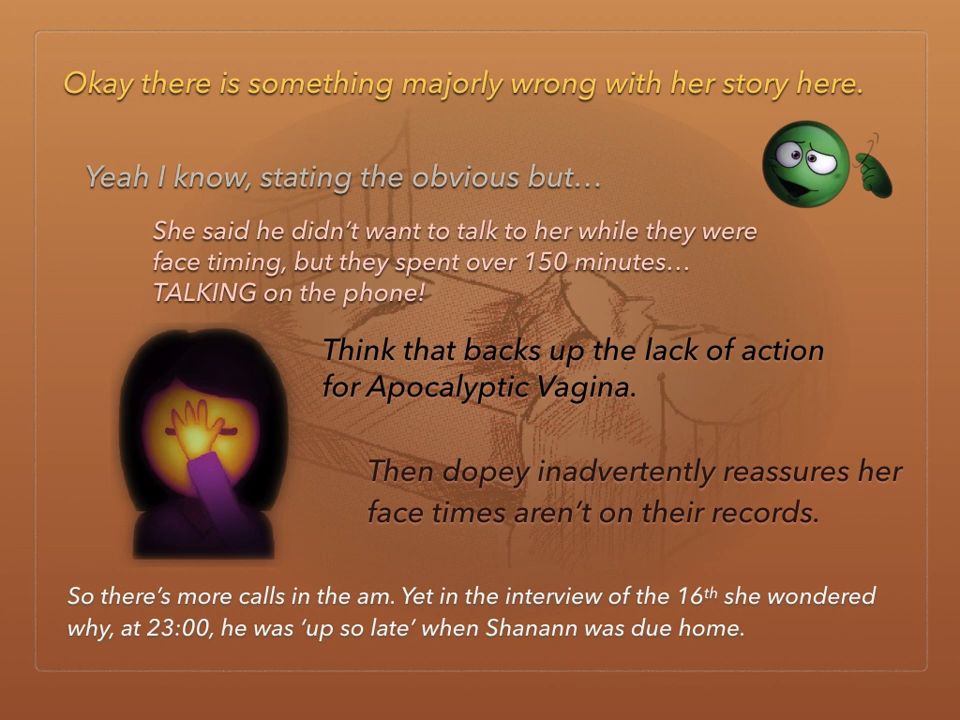 Okay there is something majorly wrong with her story here.
Yeah I know, stating the obvious but…
She said he didn’t want to talk to her while they were
face timing, but they spent over 150 minutes…
TALKING on the phone!
Think that backs up the lack of action
for Apocalyptic Vagina.
Then dopey inadvertently reassures her
face times aren’t on their records.
So there’s more calls in the am. Yet in the interview of the 16th she wondered
why, at 23:00, he was ‘up so late’ when Shanann was due home.